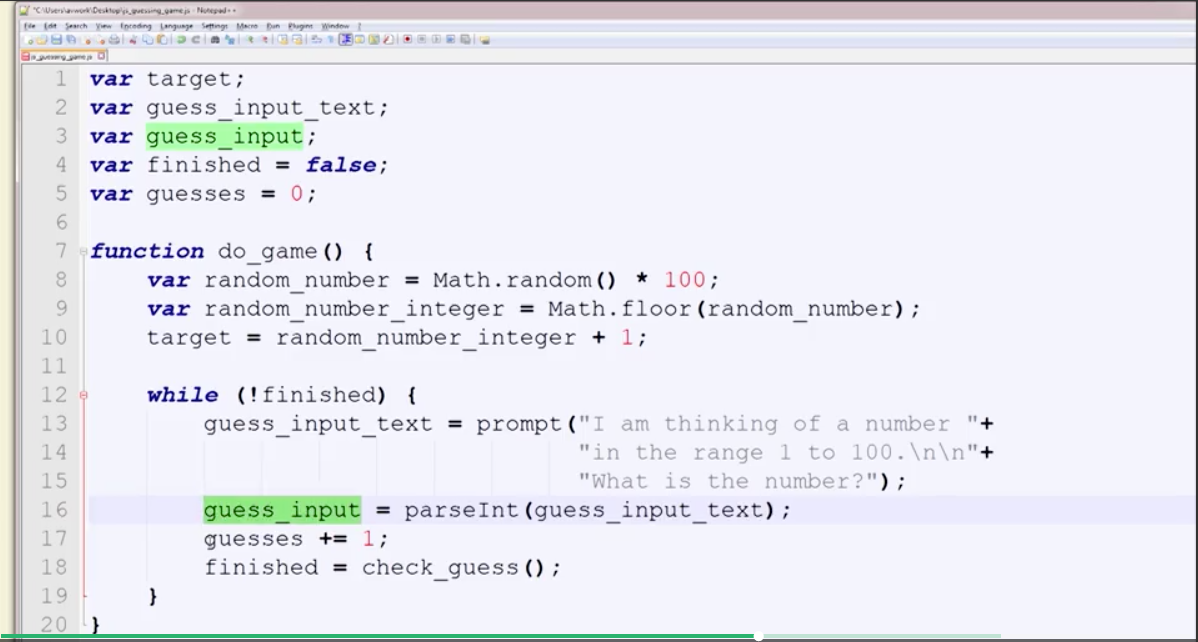 *C:\Users\avwork\Desktop\js_guessing_game.js - Notepad++
File Edit Search View Encoding Language Settings Macro Run Plugins Window ?
js_guessing_game.js
1 var target;
2 var guess_input_text;
3 var guess_input;
4 var finished = false;
5 var guesses = 0;
6
7 function do_game() {
8 var random_number = Math.random() * 100;
9 var random_number_integer = Math.floor(random_number);
10 target = random_number_integer + 1;
11
12 while (!finished) {
13 guess_input_text = prompt("I am thinking of a number "+
14 "in the range 1 to 100.\n\n"+
15 "What is the number?");
16 guess_input = parseInt(guess_input_text);
17 guesses += 1;
18 finished = check_guess();
19 }
20 }